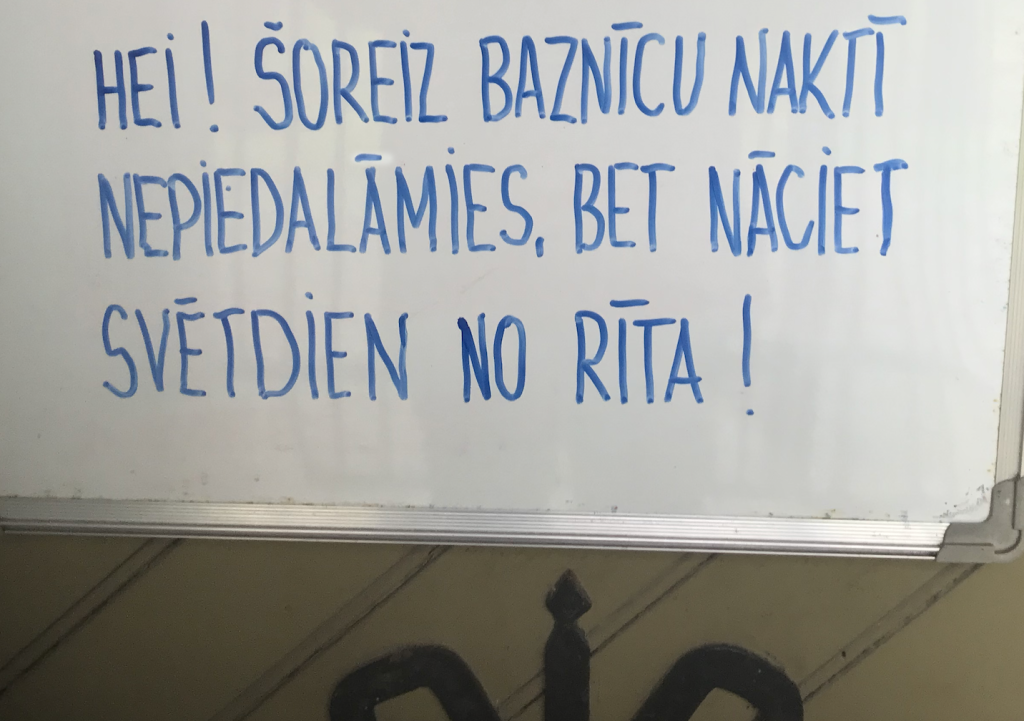 HEI! ŠOREIZ BAZNĪCU NAKTĪ
NEPIEDALĀMIES, BET NĀCIET
SVĒTDIEN NO RĪTA!